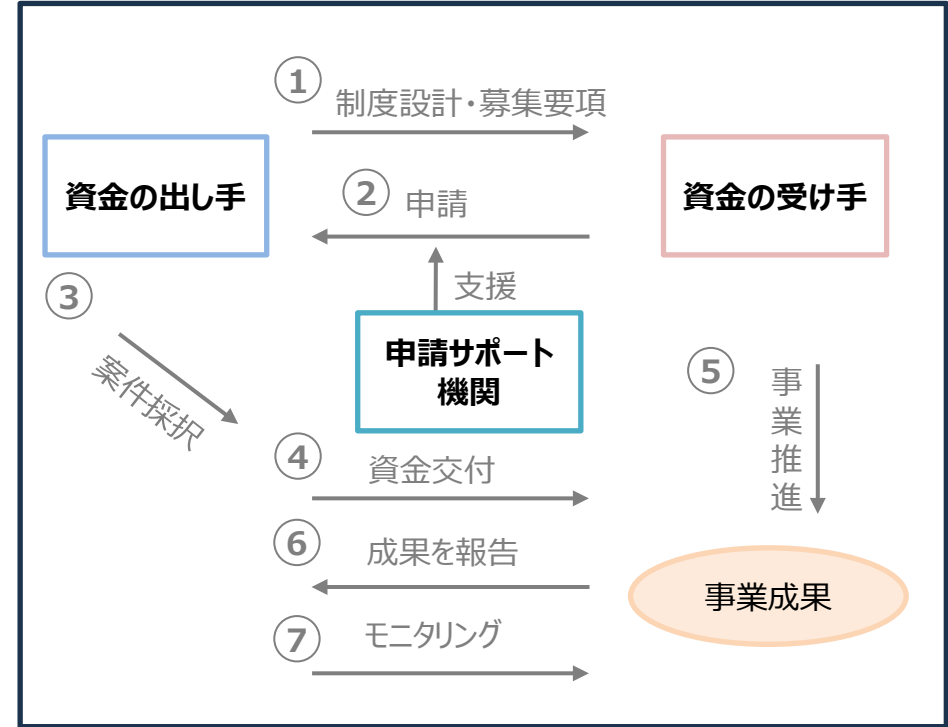 ①
制度設計・募集要項
資金の出し手
②
申請
資金の受け手
③
支援
案件採択
申請サポート
機関
⑤
事業推進
④
資金交付
⑥
成果を報告
事業成果
⑦
モニタリング